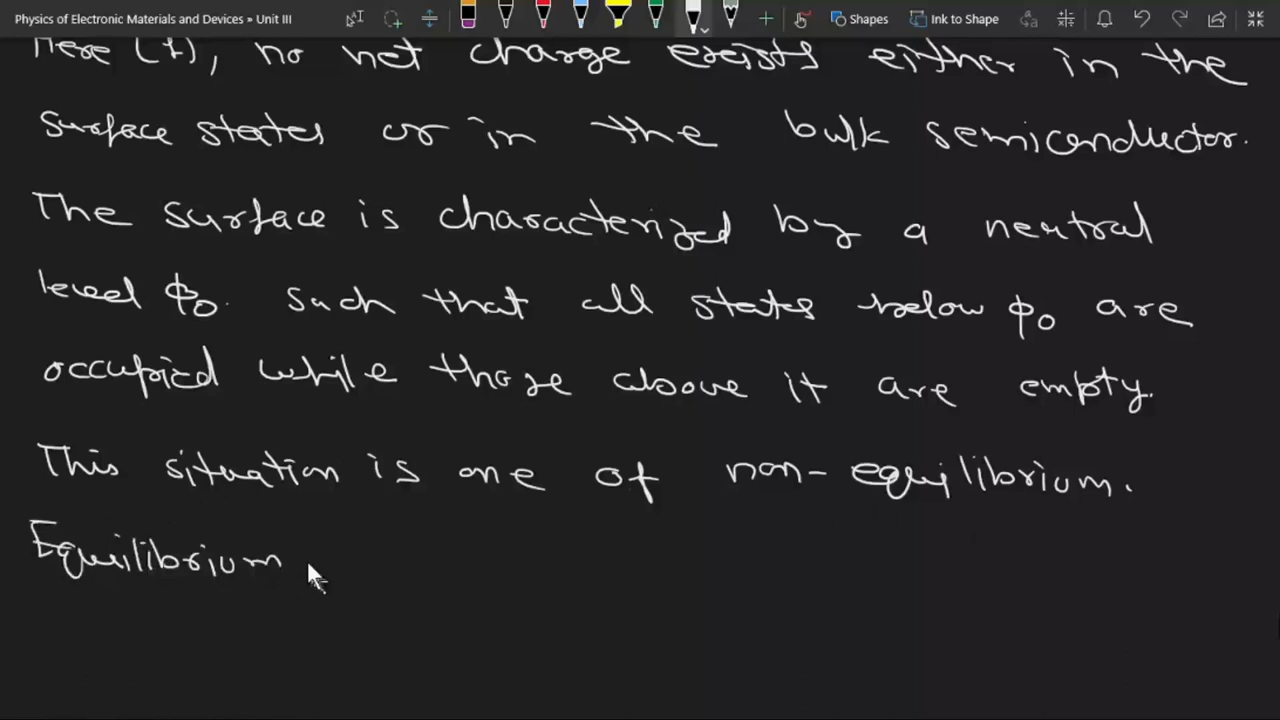 Physics of Electronic Materials and Devices » Unit III
Shapes Ink to Shape
Here (1), no net charge exists either in the
surface states or in the bulk semiconductor.
The surface is characterized by a neutral
level ϕ₀. Such that all states below ϕ₀ are
occupied while those above it are empty.
This situation is one of non-equilibrium.
Equilibrium